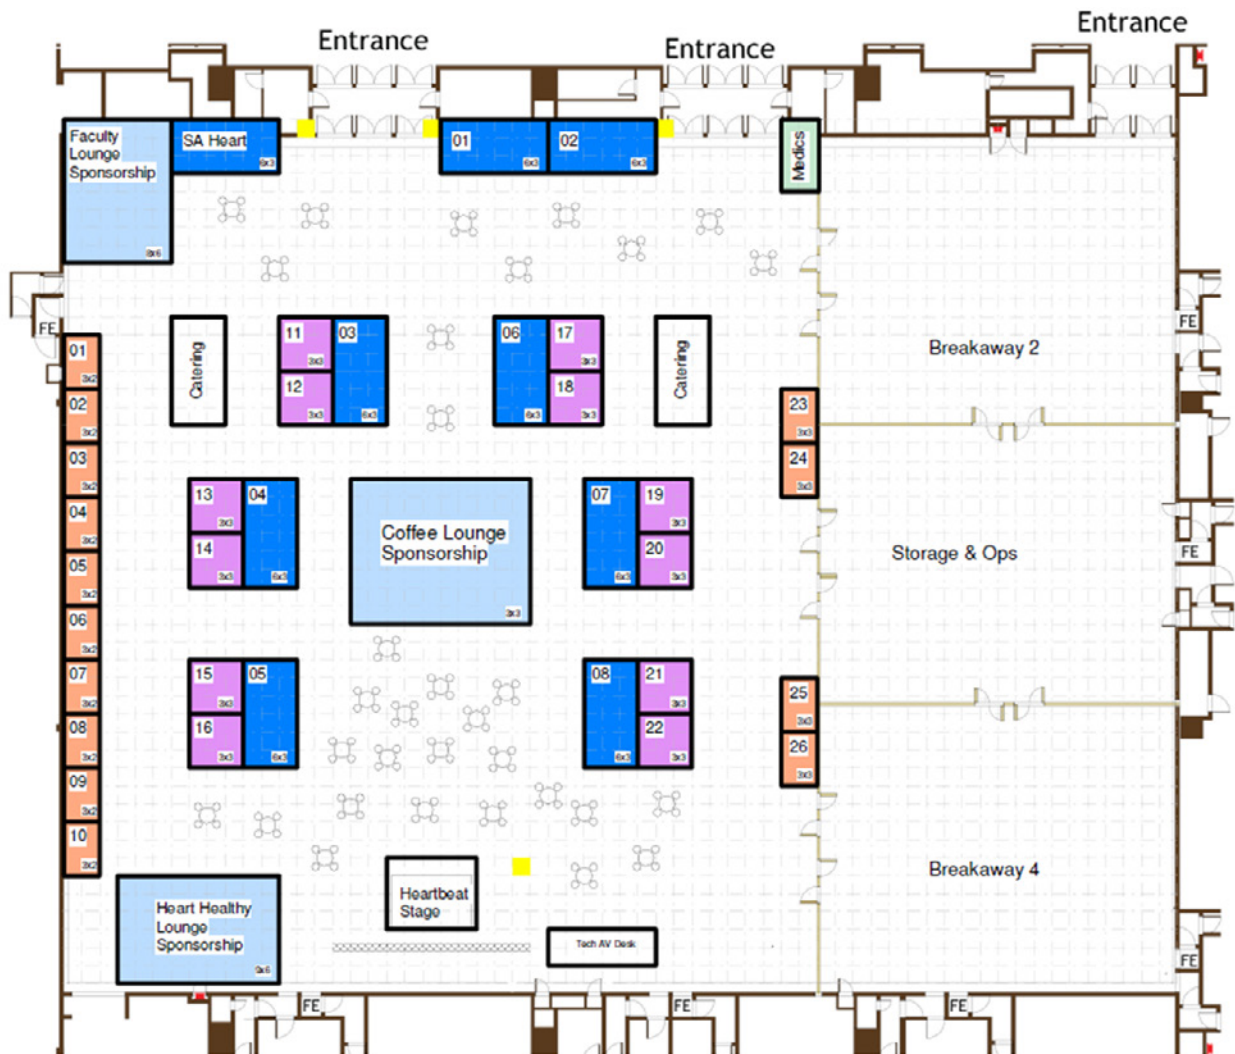 Entrance
Entrance
Entrance
Faculty
Lounge
Sponsorship
8x6
SA Heart
6x3
01
6x3
02
6x3
Medics
FE
01
3x2
02
3x2
03
3x2
04
3x2
05
3x2
06
3x2
07
3x2
08
3x2
09
3x2
10
3x2
Catering
11
3x3
12
3x3
03
6x3
06
6x3
17
3x3
18
3x3
Catering
23
3x3
24
3x3
Breakaway 2
FE
13
3x3
14
3x3
04
6x3
Coffee Lounge
Sponsorship
3x3
07
6x3
19
3x3
20
3x3
Storage & Ops
FE
15
3x3
16
3x3
05
6x3
08
6x3
21
3x3
22
3x3
25
3x3
26
3x3
Breakaway 4
Heart Healthy
Lounge
Sponsorship
9x6
Heartbeat
Stage
Tech AV Desk
FE
FE
FE
FE